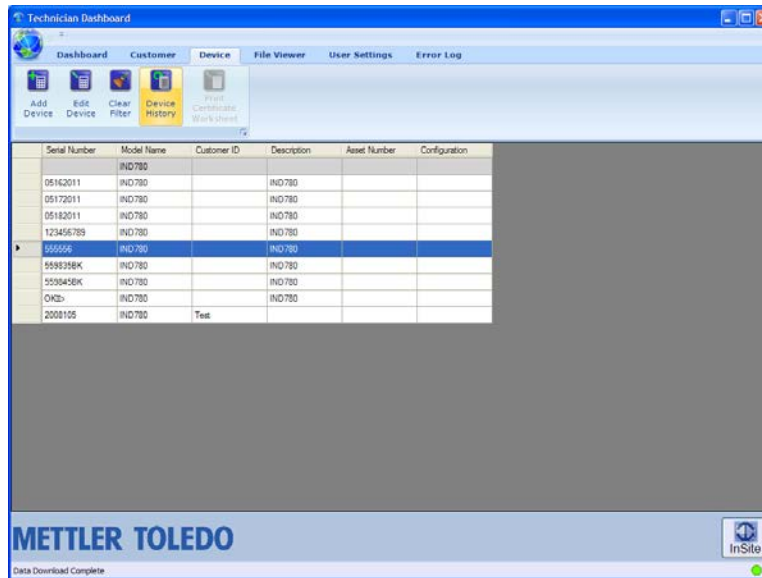 Technician Dashboard
Dashboard Customer Device File Viewer User Settings Error Log
Add Device
Edit Device
Clear Filter
Device History
Print Certificate Worksheet
Serial Number Model Name Customer ID Description Asset Number Configuration
IND780
05162011 IND780 IND780
05172011 IND780 IND780
05182011 IND780 IND780
123456789 IND780 IND780
555556 IND780 IND780
559835BK IND780 IND780
559845BK IND780 IND780
IND780 IND780
2008105 IND780 Test
METTLER TOLEDO
InSite
Data Download Complete